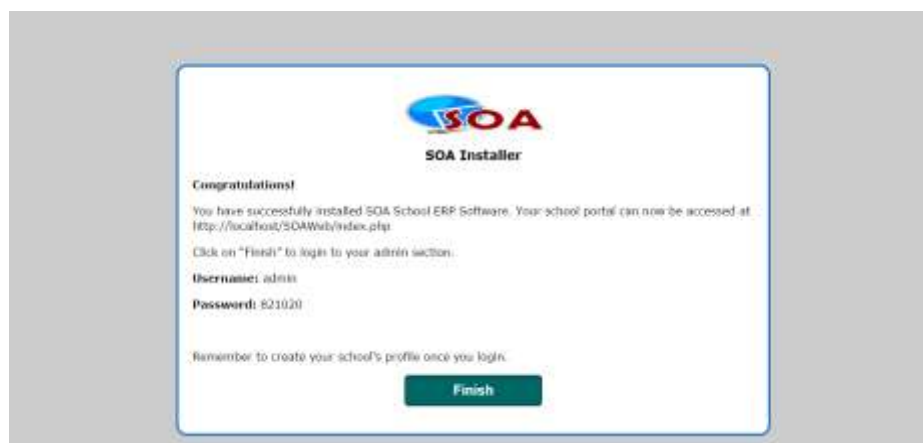 SOA
SOA Installer
Congratulations!
You have successfully installed SOA School ERP Software. Your school portal can now be accessed at
http://localhost/SOAWeb/index.php
Click on "Finish" to login to your admin section.
Username: admin
Password: 821020
Remember to create your school's profile once you login.
Finish